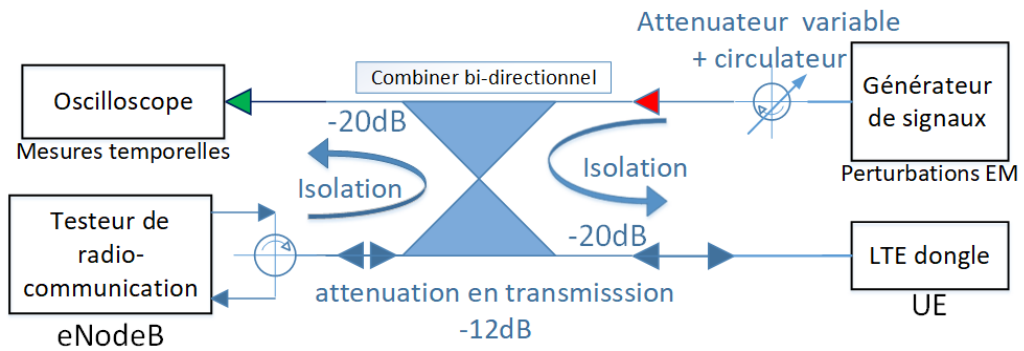 Attenuateur variable
+ circulateur
Combiner bi-directionnel
Oscilloscope
Générateur
de signaux
-20dB
Mesures temporelles
Isolation
Isolation
Perturbations EM
Testeur de
radio-
communication
-20dB
LTE dongle
attenuation en transmisssion
-12dB
UE
eNodeB